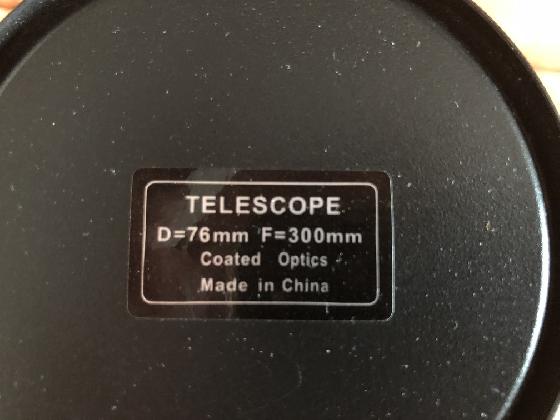 TELESCOPE
D=76mm F=300mm
Coated Optics
Made in China